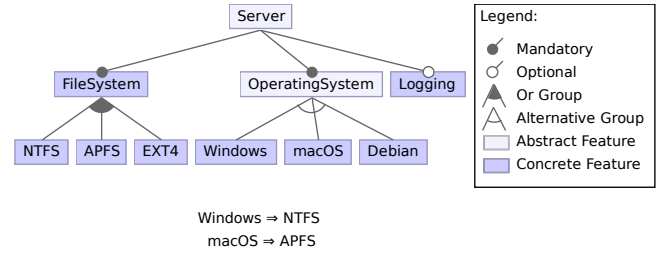 Server
Legend:
Mandatory
Optional
Or Group
Alternative Group
Abstract Feature
Concrete Feature
FileSystem OperatingSystem Logging
NTFS APFS EXT4 Windows macOS Debian
Windows ⇒ NTFS
macOS ⇒ APFS